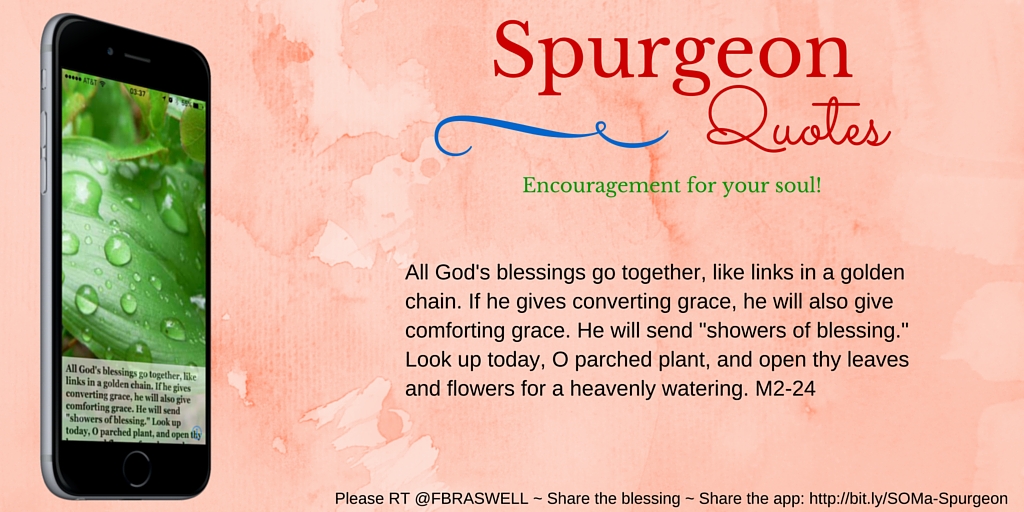 Spurgeon
Quotes
Encouragement for your soul!
All God's blessings go together, like links in a golden
chain. If he gives converting grace, he will also give
comforting grace. He will send "showers of blessing."
Look up today, O parched plant, and open thy leaves
and flowers for a heavenly watering. M2-24
AT&T 03:37
All God's blessings go together, like
links in a golden chain. If he gives
converting grace, he will also give
comforting grace. He will send
"showers of blessing." Look up
today, O parched plant, and open thy
Please RT @FBRASWELL ~ Share the blessing ~ Share the app: http://bit.ly/SOMa-Spurgeon